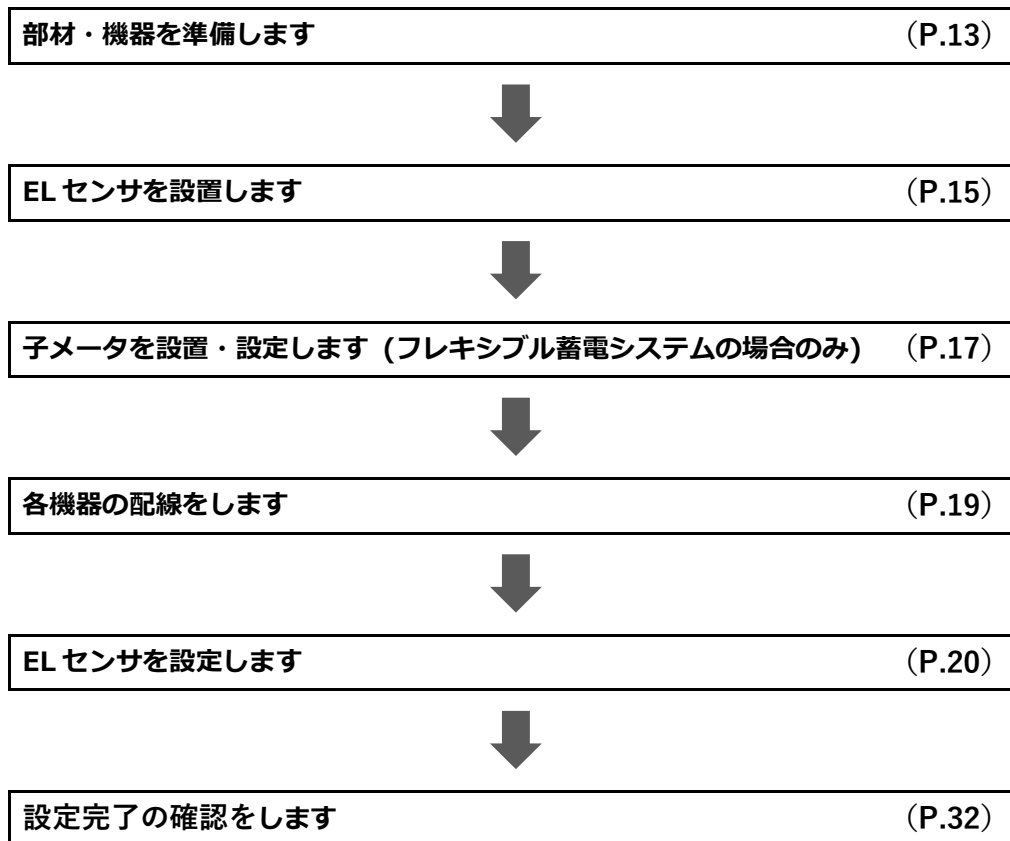 部材・機器を準備します （P.13）
EL センサを設置します （P.15）
子メータを設置・設定します (フレキシブル蓄電システムの場合のみ) （P.17）
各機器の配線をします （P.19）
EL センサを設定します （P.20）
設定完了の確認をします （P.32）